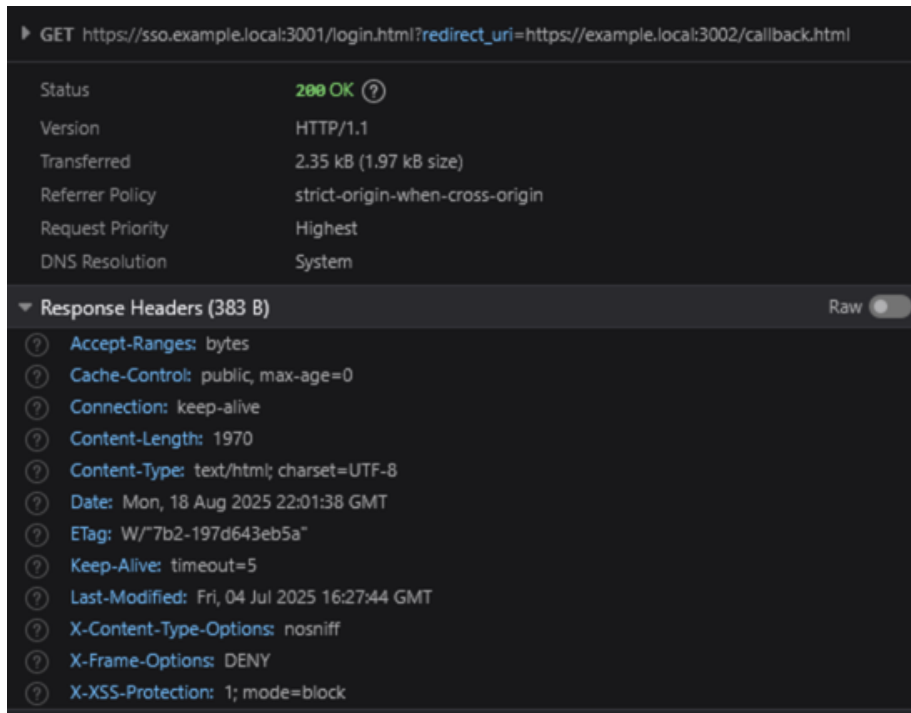 GET https://sso.example.local:3001/login.html?redirect_uri=https://example.local:3002/callback.html
Status 200 OK ?
Version HTTP/1.1
Transferred 2.35 kB (1.97 kB size)
Referrer Policy strict-origin-when-cross-origin
Request Priority Highest
DNS Resolution System
Response Headers (383 B) Raw
? Accept-Ranges: bytes
? Cache-Control: public, max-age=0
? Connection: keep-alive
? Content-Length: 1970
? Content-Type: text/html; charset=UTF-8
? Date: Mon, 18 Aug 2025 22:01:38 GMT
? ETag: W/"7b2-197d643eb5a"
? Keep-Alive: timeout=5
? Last-Modified: Fri, 04 Jul 2025 16:27:44 GMT
? X-Content-Type-Options: nosniff
? X-Frame-Options: DENY
? X-XSS-Protection: 1; mode=block